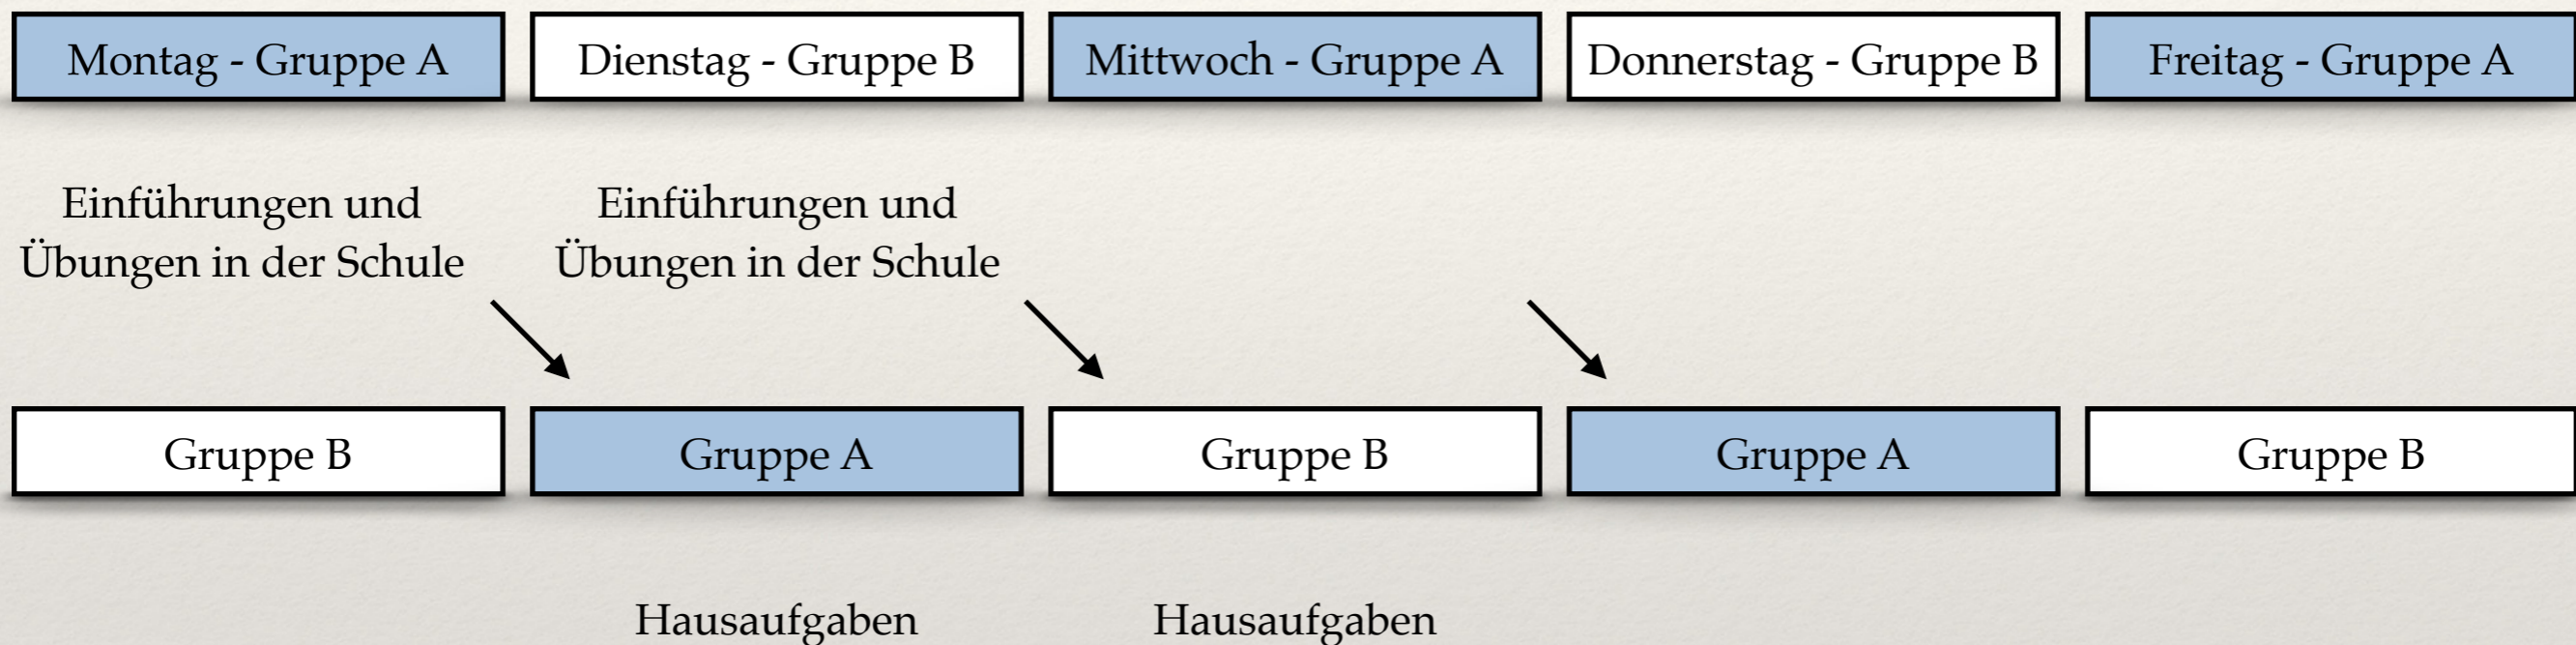 Montag - Gruppe A
Dienstag - Gruppe B
Mittwoch - Gruppe A
Donnerstag - Gruppe B
Freitag - Gruppe A
Einführungen und
Übungen in der Schule
Einführungen und
Übungen in der Schule
Gruppe B
Gruppe A
Gruppe B
Gruppe A
Gruppe B
Hausaufgaben
Hausaufgaben